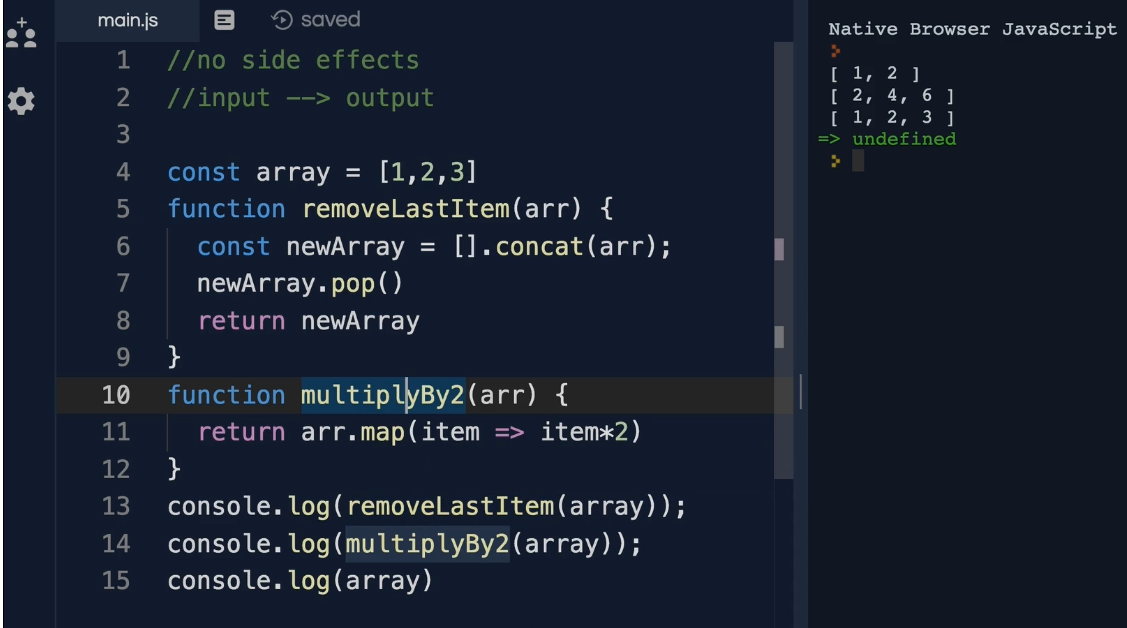 main.js saved
1 //no side effects
2 //input --> output
3
4 const array = [1,2,3]
5 function removeLastItem(arr) {
6 const newArray = [].concat(arr);
7 newArray.pop()
8 return newArray
9 }
10 function multiplyBy2(arr) {
11 return arr.map(item => item*2)
12 }
13 console.log(removeLastItem(array));
14 console.log(multiplyBy2(array));
15 console.log(array)
Native Browser JavaScript
[ 1, 2 ]
[ 2, 4, 6 ]
[ 1, 2, 3 ]
=> undefined